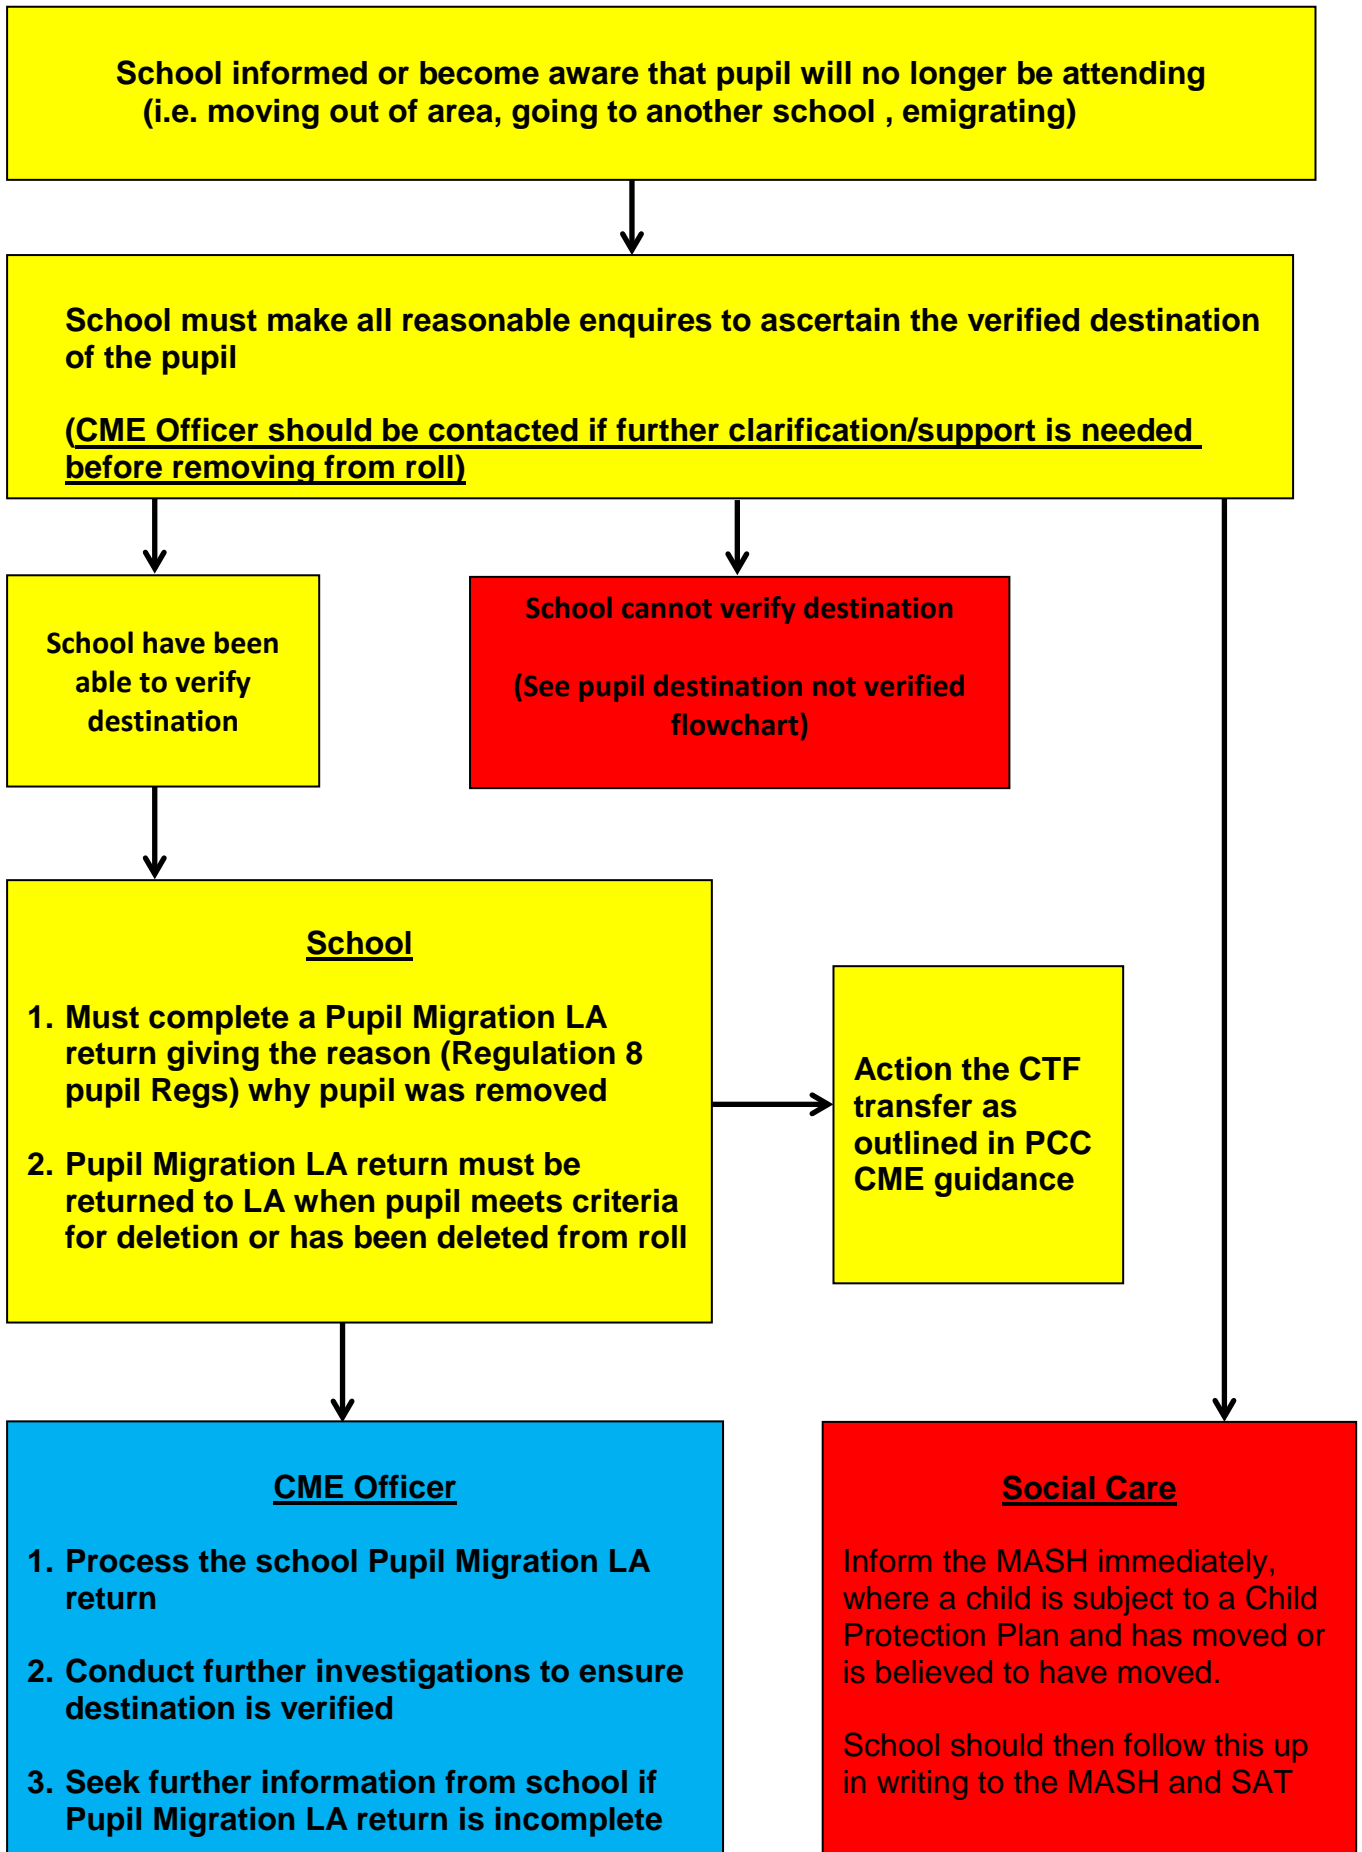 School informed or become aware that pupil will no longer be attending
(i.e. moving out of area, going to another school , emigrating)
School must make all reasonable enquires to ascertain the verified destination
of the pupil
(CME Officer should be contacted if further clarification/support is needed
before removing from roll)
School have been
able to verify
destination
School cannot verify destination
(See pupil destination not verified
flowchart)
School
1. Must complete a Pupil Migration LA
return giving the reason (Regulation 8
pupil Regs) why pupil was removed
2. Pupil Migration LA return must be
returned to LA when pupil meets criteria
for deletion or has been deleted from roll
Action the CTF
transfer as
outlined in PCC
CME guidance
CME Officer
1. Process the school Pupil Migration LA
return
2. Conduct further investigations to ensure
destination is verified
3. Seek further information from school if
Pupil Migration LA return is incomplete
Social Care
Inform the MASH immediately,
where a child is subject to a Child
Protection Plan and has moved or
is believed to have moved.
School should then follow this up
in writing to the MASH and SAT